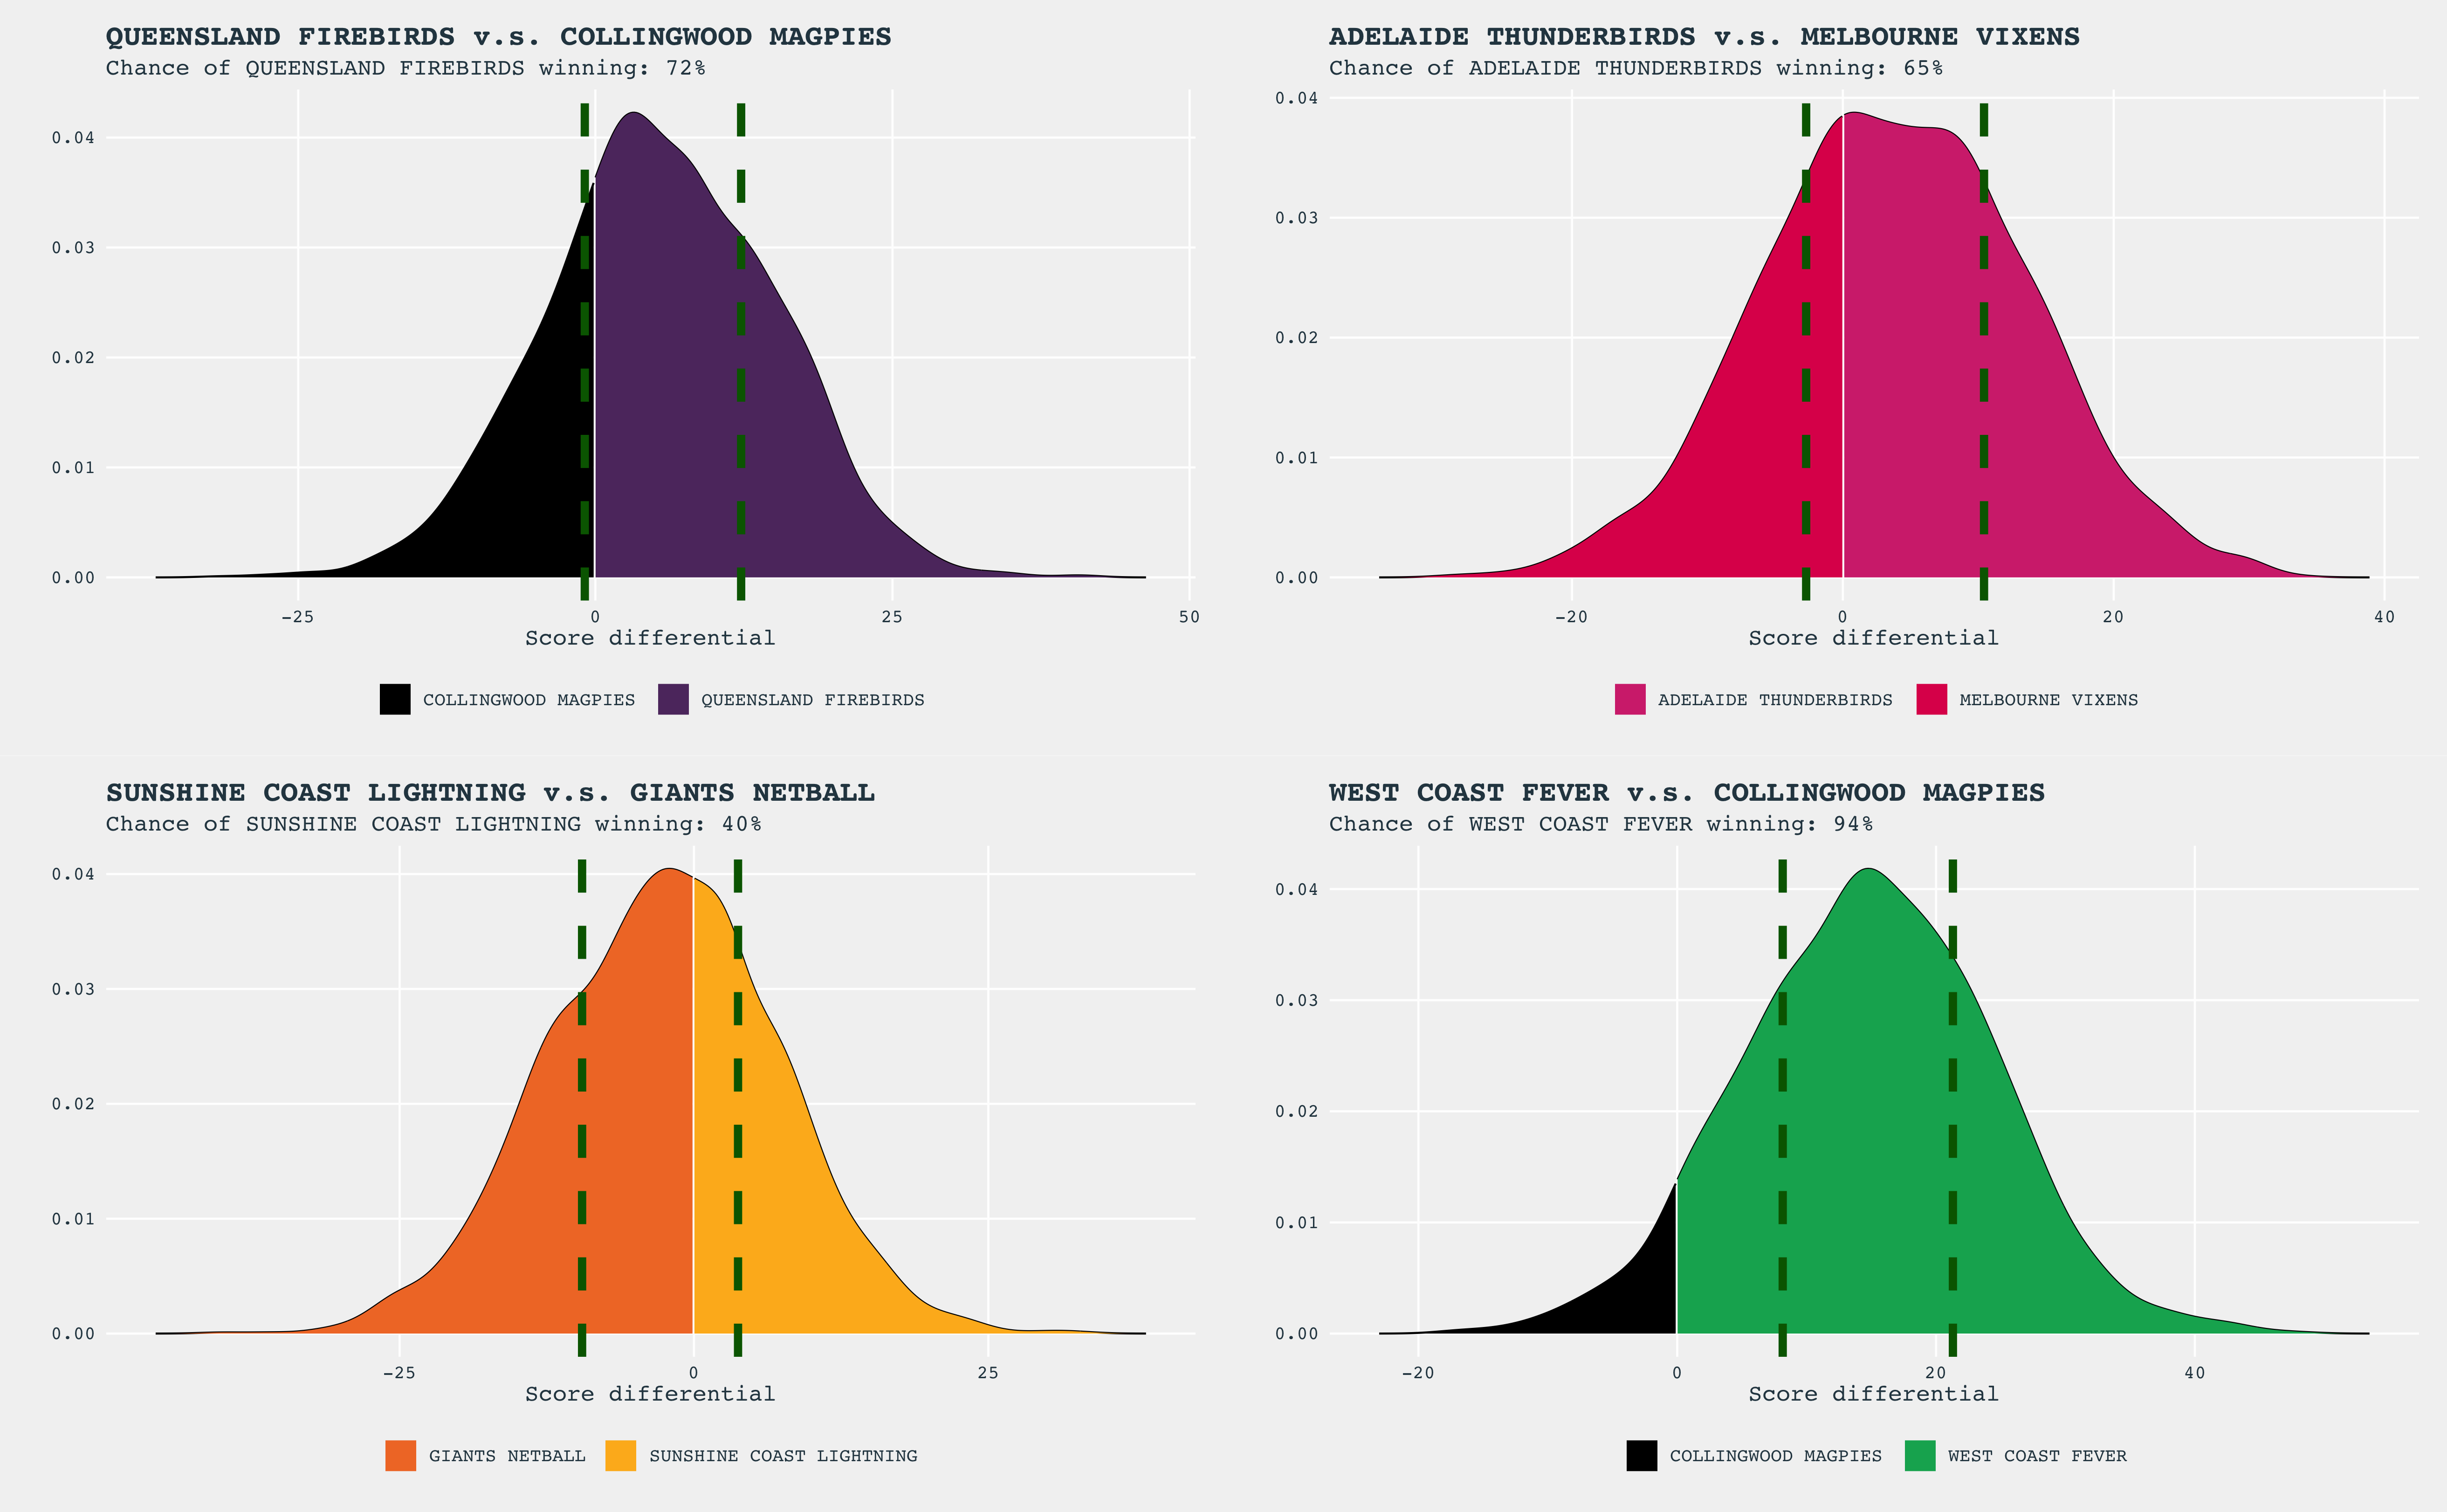 QUEENSLAND FIREBIRDS v.s. COLLINGWOOD MAGPIES
Chance of QUEENSLAND FIREBIRDS winning: 72%
0.04
0.03
0.02
0.01
0.00
-25 0 25 50
Score differential
COLLINGWOOD MAGPIES QUEENSLAND FIREBIRDS
ADELAIDE THUNDERBIRDS v.s. MELBOURNE VIXENS
Chance of ADELAIDE THUNDERBIRDS winning: 65%
0.04
0.03
0.02
0.01
0.00
-20 0 20 40
Score differential
ADELAIDE THUNDERBIRDS MELBOURNE VIXENS
SUNSHINE COAST LIGHTNING v.s. GIANTS NETBALL
Chance of SUNSHINE COAST LIGHTNING winning: 40%
0.04
0.03
0.02
0.01
0.00
-25 0 25
Score differential
GIANTS NETBALL SUNSHINE COAST LIGHTNING
WEST COAST FEVER v.s. COLLINGWOOD MAGPIES
Chance of WEST COAST FEVER winning: 94%
0.04
0.03
0.02
0.01
0.00
-20 0 20 40
Score differential
COLLINGWOOD MAGPIES WEST COAST FEVER